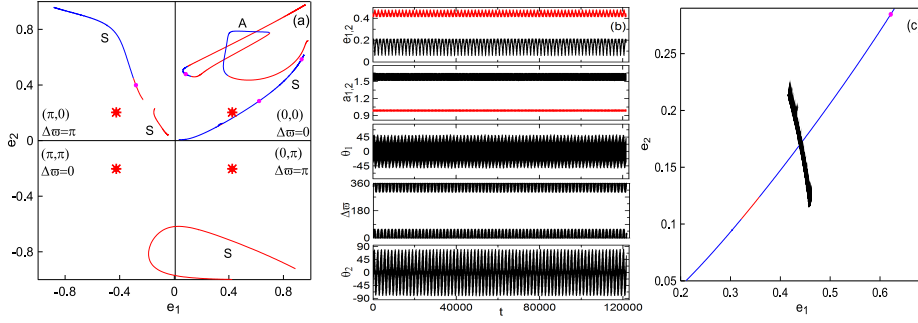 (a)
A
S
S
S
S
(π,0)
Δϖ=π
(0,0)
Δϖ=0
(π,π)
Δϖ=0
(0,π)
Δϖ=π
0.8
0.4
0
-0.4
-0.8
e2
-0.8 -0.4 0 0.4 0.8
e1
(b)
0.4
0.2
0
e1,2
1.5
1.2
0.9
a1,2
45
0
-45
θ1
360
180
0
Δϖ
90
45
0
-45
-90
θ2
0 40000 80000 120000
t
(c)
0.25
0.2
0.15
0.1
0.05
e2
0.2 0.3 0.4 0.5 0.6
e1